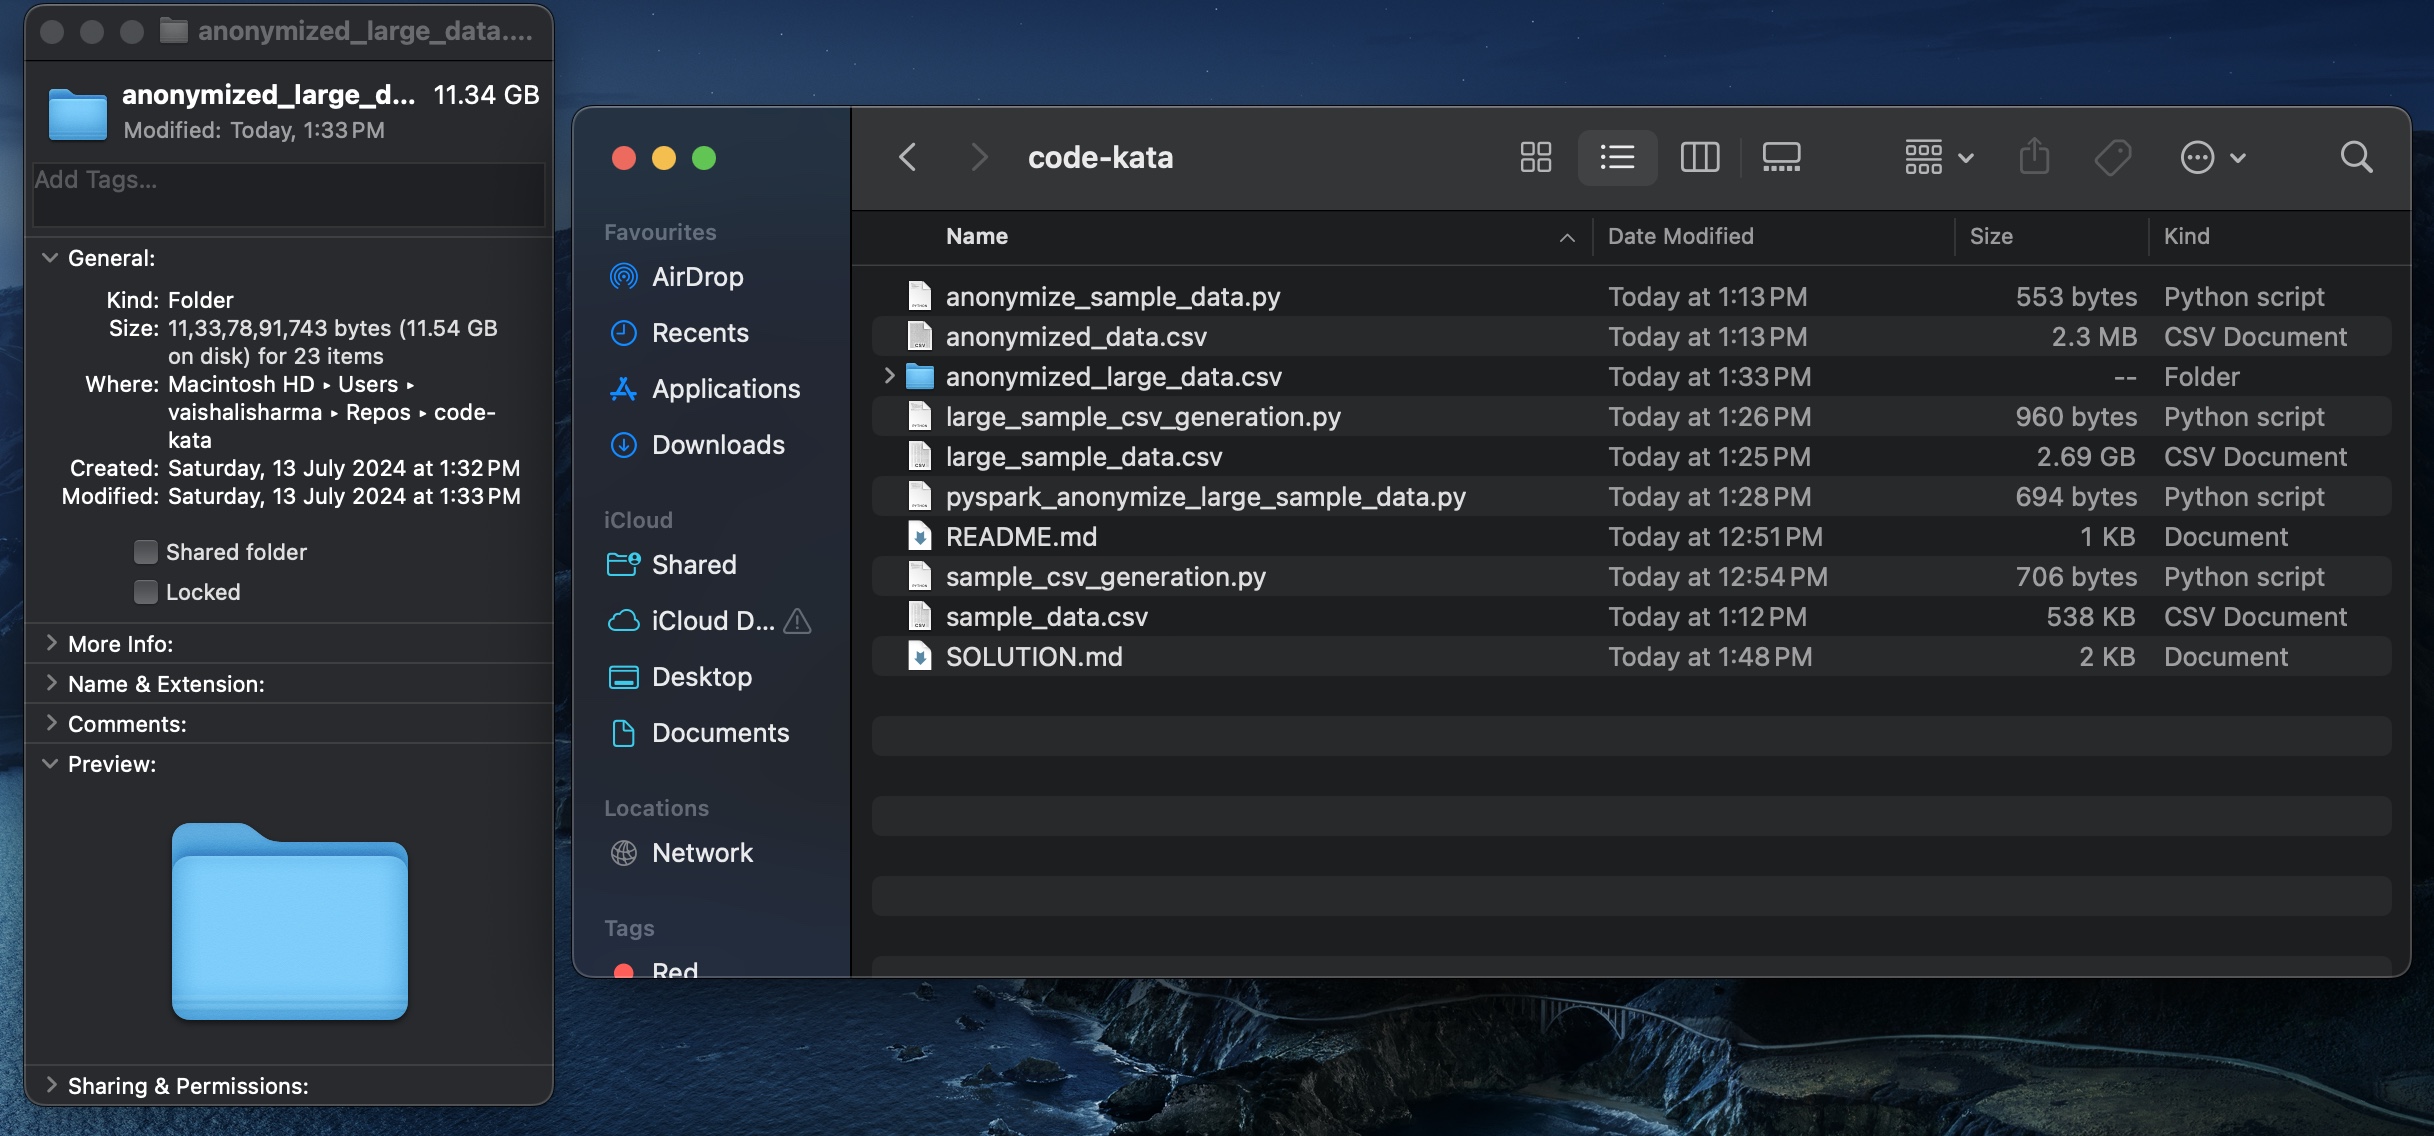 anonymized_large_data....
anonymized_large_d... 11.34 GB
Modified: Today, 1:33 PM
Add Tags...
General:
Kind: Folder
Size: 11,33,78,91,743 bytes (11.54 GB
on disk) for 23 items
Where: Macintosh HD ▸ Users ▸
vaishalisharma ▸ Repos ▸ code-
kata
Created: Saturday, 13 July 2024 at 1:32 PM
Modified: Saturday, 13 July 2024 at 1:33 PM
Shared folder
Locked
More Info:
Name & Extension:
Comments:
Preview:
Sharing & Permissions:
Favourites
AirDrop
Recents
Applications
Downloads
iCloud
Shared
iCloud D...
Desktop
Documents
Locations
Network
Tags
Red
code-kata
Name Date Modified Size Kind
anonymize_sample_data.py Today at 1:13 PM 553 bytes Python script
anonymized_data.csv Today at 1:13 PM 2.3 MB CSV Document
anonymized_large_data.csv Today at 1:33 PM -- Folder
large_sample_csv_generation.py Today at 1:26 PM 960 bytes Python script
large_sample_data.csv Today at 1:25 PM 2.69 GB CSV Document
pyspark_anonymize_large_sample_data.py Today at 1:28 PM 694 bytes Python script
README.md Today at 12:51 PM 1 KB Document
sample_csv_generation.py Today at 12:54 PM 706 bytes Python script
sample_data.csv Today at 1:12 PM 538 KB CSV Document
SOLUTION.md Today at 1:48 PM 2 KB Document